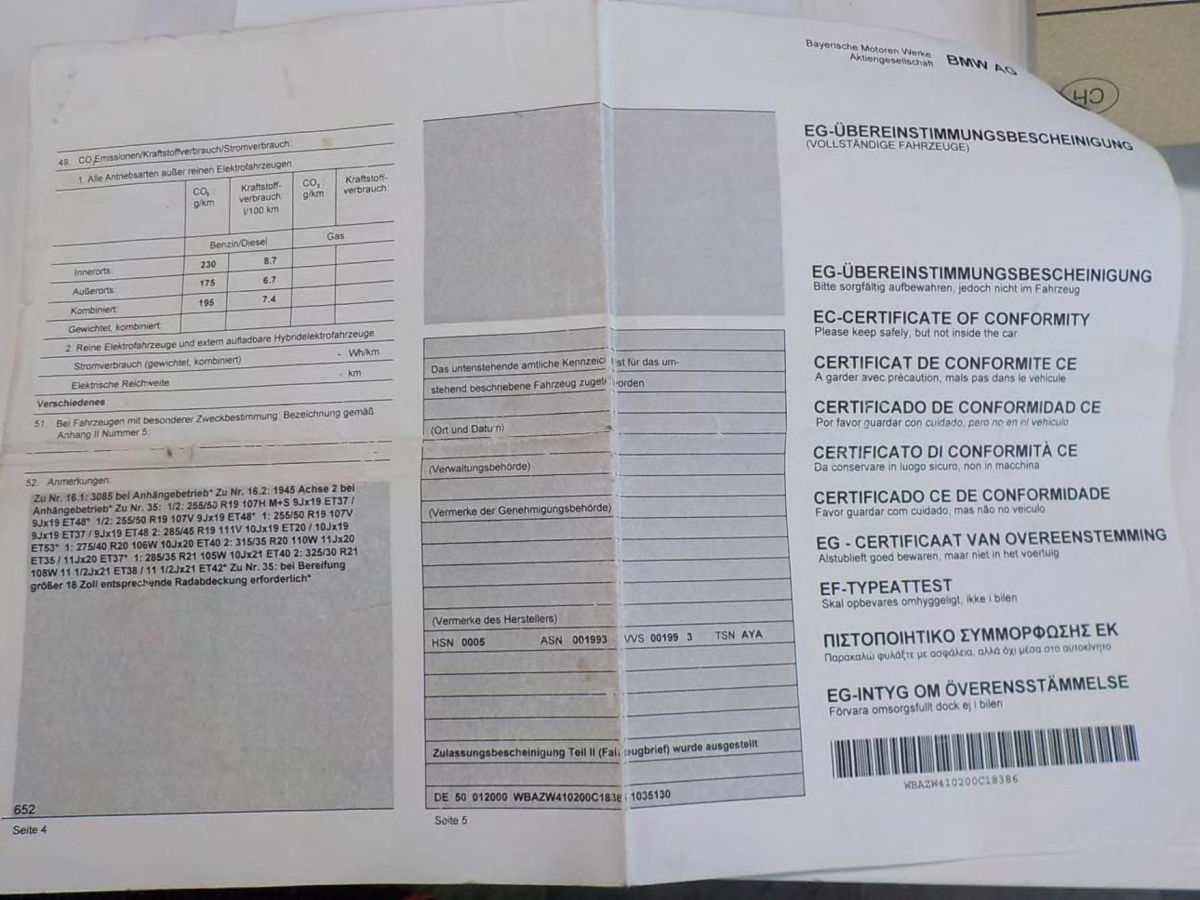 49. CO₂Emissionen/Kraftstoffverbrauch/Stromverbrauch:
1. Alle Antriebsarten außer reinen Elektrofahrzeugen
CO₂ : g/km Kraftstoff-verbrauch: l/100 km CO₂ : g/km Kraftstoff-verbrauch:
Benzin/Diesel Gas
Innerorts: 230 8.7
Außerorts: 175 6.7
Kombiniert: 195 7.4
Gewichtet, kombiniert:
2. Reine Elektrofahrzeuge und extern aufladbare Hybridelektrofahrzeuge
Stromverbrauch (gewichtet, kombiniert) - Wh/km
Elektrische Reichweite - km
Verschiedenes
51. Bei Fahrzeugen mit besonderer Zweckbestimmung: Bezeichnung gemäß
Anhang II Nummer 5:
52. Anmerkungen:
Zu Nr. 16.1: 3085 bei Anhängebetrieb* Zu Nr. 16.2: 1945 Achse 2 bei
Anhängebetrieb* Zu Nr. 35: 1/2: 255/50 R19 107H M+S 9Jx19 ET37 /
9Jx19 ET48* 1/2: 255/50 R19 107V 9Jx19 ET48* 1: 255/50 R19 107V
9Jx19 ET37 / 9Jx19 ET48 2: 285/45 R19 111V 10Jx19 ET20 / 10Jx19
ET53* 1: 275/40 R20 106W 10Jx20 ET40 2: 315/35 R20 110W 11Jx20
ET35 / 11Jx20 ET37* 1: 285/35 R21 105W 10Jx21 ET40 2: 325/30 R21
108W 11 1/2Jx21 ET38 / 11 1/2Jx21 ET42* Zu Nr. 35: bei Bereifung
größer 18 Zoll entsprechende Radabdeckung erforderlich*
652
Seite 4
Das untenstehende amtliche Kennzeic ist für das um-
stehend beschriebene Fahrzeug zugete worden
(Ort und Datum)
(Verwaltungsbehörde)
(Vermerke der Genehmigungsbehörde)
(Vermerke des Herstellers)
HSN 0005 ASN 001993 VVS 00199 3 TSN AYA
Zulassungsbescheinigung Teil II (Fah zeugbrief) wurde ausgestellt
DE 50 012000 WBAZW410200C1838 1035130
Seite 5
Bayerische Motoren Werke
Aktiengesellschaft BMW AG
CH
EG-ÜBEREINSTIMMUNGSBESCHEINIGUNG
(VOLLSTÄNDIGE FAHRZEUGE)
EG-ÜBEREINSTIMMUNGSBESCHEINIGUNG
Bitte sorgfältig aufbewahren, jedoch nicht im Fahrzeug
EC-CERTIFICATE OF CONFORMITY
Please keep safely, but not inside the car
CERTIFICAT DE CONFORMITE CE
A garder avec précaution, mais pas dans le vehicule
CERTIFICADO DE CONFORMIDAD CE
Por favor guardar con cuidado, pero no en el vehiculo
CERTIFICATO DI CONFORMITÀ CE
Da conservare in luogo sicuro, non in macchina
CERTIFICADO CE DE CONFORMIDADE
Favor guardar com cuidado, mas não no veiculo
EG - CERTIFICAAT VAN OVEREENSTEMMING
Alstublieft goed bewaren, maar niet in het voertuig
EF-TYPEATTEST
Skal opbevares omhyggeligt, ikke i bilen
ΠΙΣΤΟΠΟΙΗΤΙΚΟ ΣΥΜΜΟΡΦΩΣΗΣ ΕΚ
Παρακαλώ φυλάξτε με ασφάλεια, αλλά όχι μέσα στο αυτοκίνητο
EG-INTYG OM ÖVERENSSTÄMMELSE
Förvara omsorgsfullt dock ej i bilen
WBAZW410200C18386